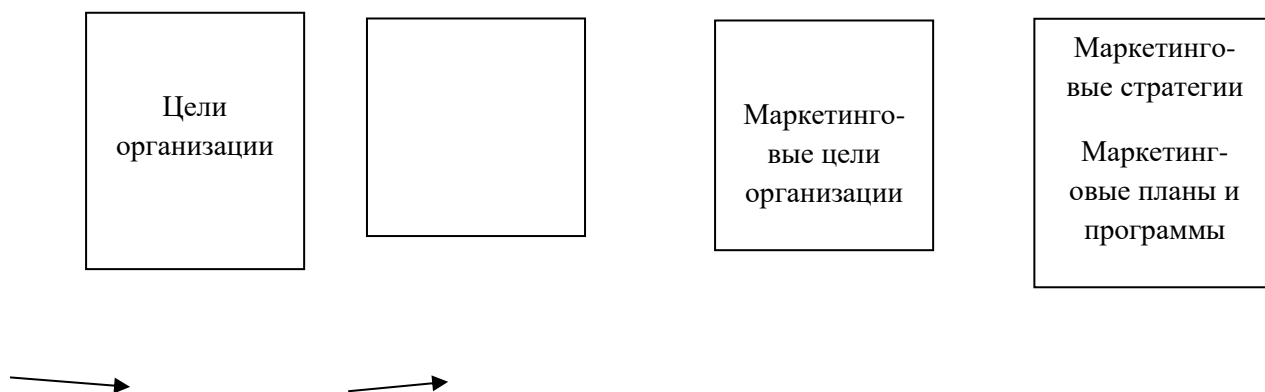 Цели
организации
Маркетинго-
вые цели
организации
Маркетинго-
вые стратегии
Маркетинг-
овые планы и
программы